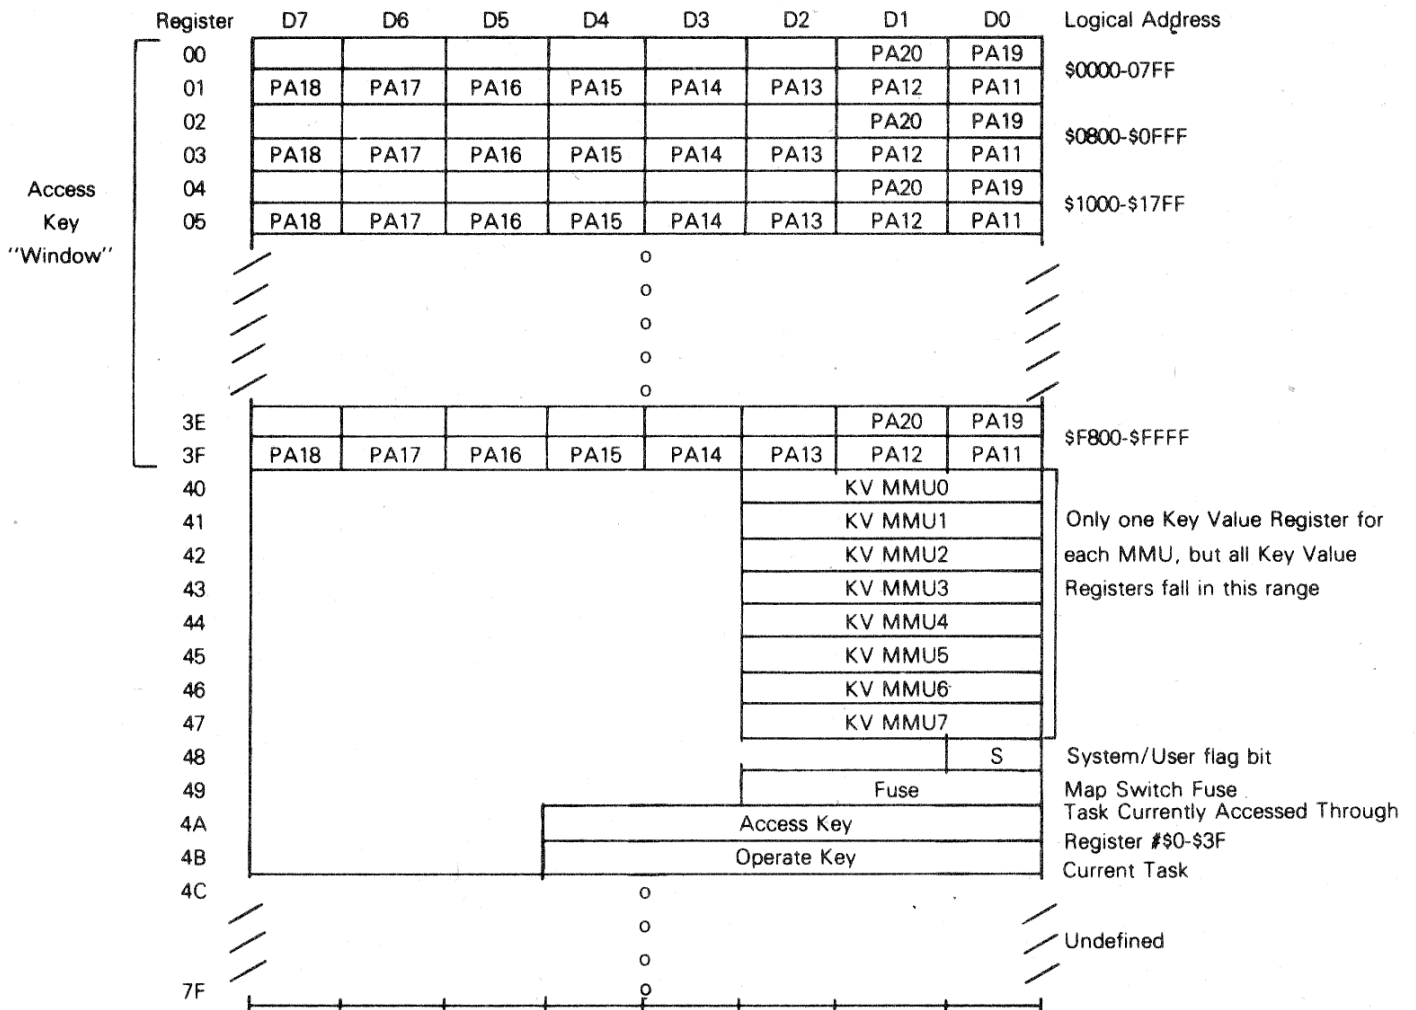 Register D7 D6 D5 D4 D3 D2 D1 D0 Logical Address
00 PA20 PA19
$0000-07FF
01 PA18 PA17 PA16 PA15 PA14 PA13 PA12 PA11
02 PA20 PA19
$0800-$0FFF
03 PA18 PA17 PA16 PA15 PA14 PA13 PA12 PA11
Access 04 PA20 PA19
$1000-$17FF
Key 05 PA18 PA17 PA16 PA15 PA14 PA13 PA12 PA11
"Window" o
o
o
o
o
3E PA20 PA19
$F800-$FFFF
3F PA18 PA17 PA16 PA15 PA14 PA13 PA12 PA11
40 KV MMU0
41 KV MMU1 Only one Key Value Register for
42 KV MMU2 each MMU, but all Key Value
43 KV MMU3 Registers fall in this range
44 KV MMU4
45 KV MMU5
46 KV MMU6
47 KV MMU7
48 S System/User flag bit
49 Fuse Map Switch Fuse
Task Currently Accessed Through
4A Access Key
Register #$0-$3F
4B Operate Key
Current Task
4C o
o
Undefined
o
7F o